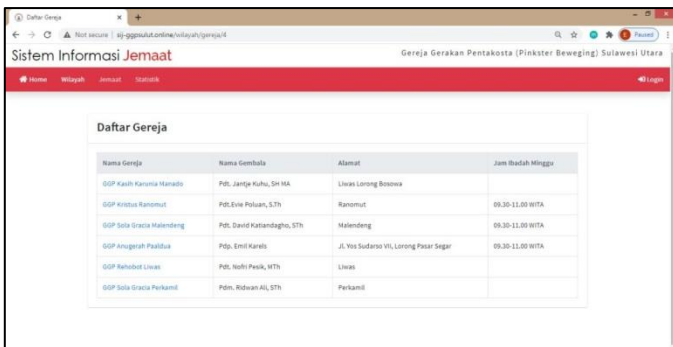 Daftar Gereja
Not secure | sij-ggpsulut.online/wilayah/gereja/4
Paused
Sistem Informasi Jemaat
Gereja Gerakan Pentakosta (Pinkster Beweging) Sulawesi Utara
Home Wilayah Jemaat Statistik Login
Daftar Gereja
Nama Gereja Nama Gembala Alamat Jam Ibadah Minggu
GGP Kasih Karunia Manado Pdt. Jantje Kuhu, SH MA Liwas Lorong Bosowa
GGP Kristus Ranomut Pdt.Evie Poluan, S.Th Ranomut 09.30-11.00 WITA
GGP Sola Gracia Malendeng Pdt. David Katiandagho, STh Malendeng 09.30-11.00 WITA
GGP Anugerah Paaldua Pdp. Emil Karels Jl. Yos Sudarso VII, Lorong Pasar Segar 09.30-11.00 WITA
GGP Rehobot Liwas Pdt. Nofri Pesik, MTh Liwas
GGP Sola Gracia Perkamil Pdm. Ridwan Ali, STh Perkamil